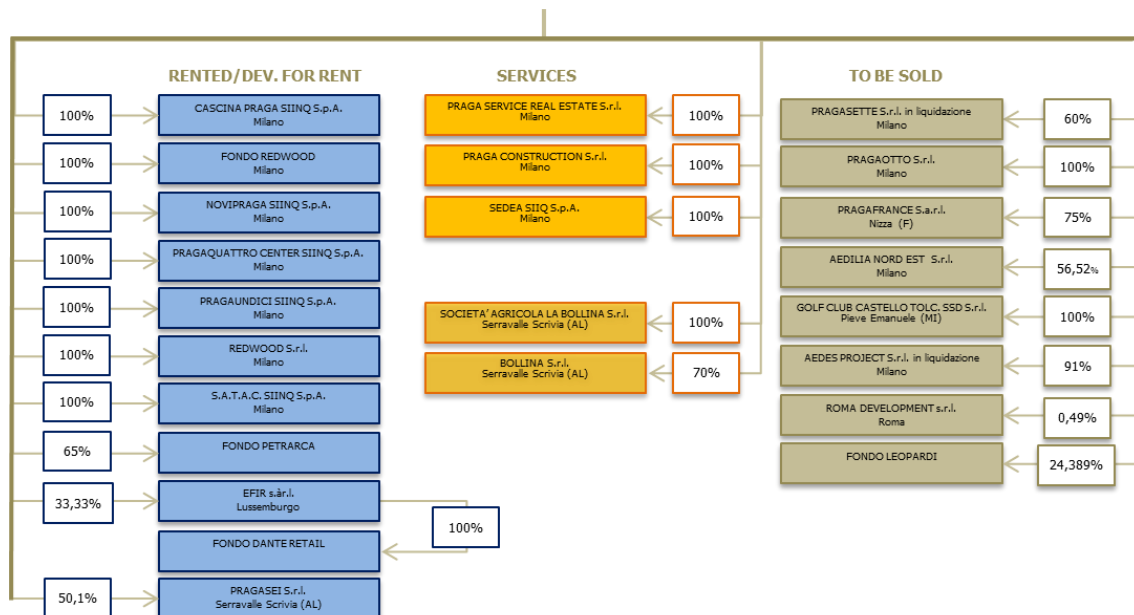 RENTED/DEV. FOR RENT
100%
CASCINA PRAGA SIINQ S.p.A.
Milano
100%
FONDO REDWOOD
Milano
100%
NOVIPRAGA SIINQ S.p.A.
Milano
100%
PRAGAQUATTRO CENTER SIINQ S.p.A.
Milano
100%
PRAGAUNDICI SIINQ S.p.A.
Milano
100%
REDWOOD S.r.l.
Milano
100%
S.A.T.A.C. SIINQ S.p.A.
Milano
65%
FONDO PETRARCA
33,33%
EFIR s.àr.l.
Lussemburgo
100%
FONDO DANTE RETAIL
50,1%
PRAGASEI S.r.l.
Serravalle Scrivia (AL)
SERVICES
PRAGA SERVICE REAL ESTATE S.r.l.
Milano
100%
PRAGA CONSTRUCTION S.r.l.
Milano
100%
SEDEA SIIQ S.p.A.
Milano
100%
SOCIETA' AGRICOLA LA BOLLINA S.r.l.
Serravalle Scrivia (AL)
100%
BOLLINA S.r.l.
Serravalle Scrivia (AL)
70%
TO BE SOLD
PRAGASETTE S.r.l. in liquidazione
Milano
60%
PRAGAOTTO S.r.l.
Milano
100%
PRAGAFRANCE S.a.r.l.
Nizza (F)
75%
AEDILIA NORD EST S.r.l.
Milano
56,52%
GOLF CLUB CASTELLO TOLC. SSD S.r.l.
Pieve Emanuele (MI)
100%
AEDES PROJECT S.r.l. in liquidazione
Milano
91%
ROMA DEVELOPMENT s.r.l.
Roma
0,49%
FONDO LEOPARDI
24,389%